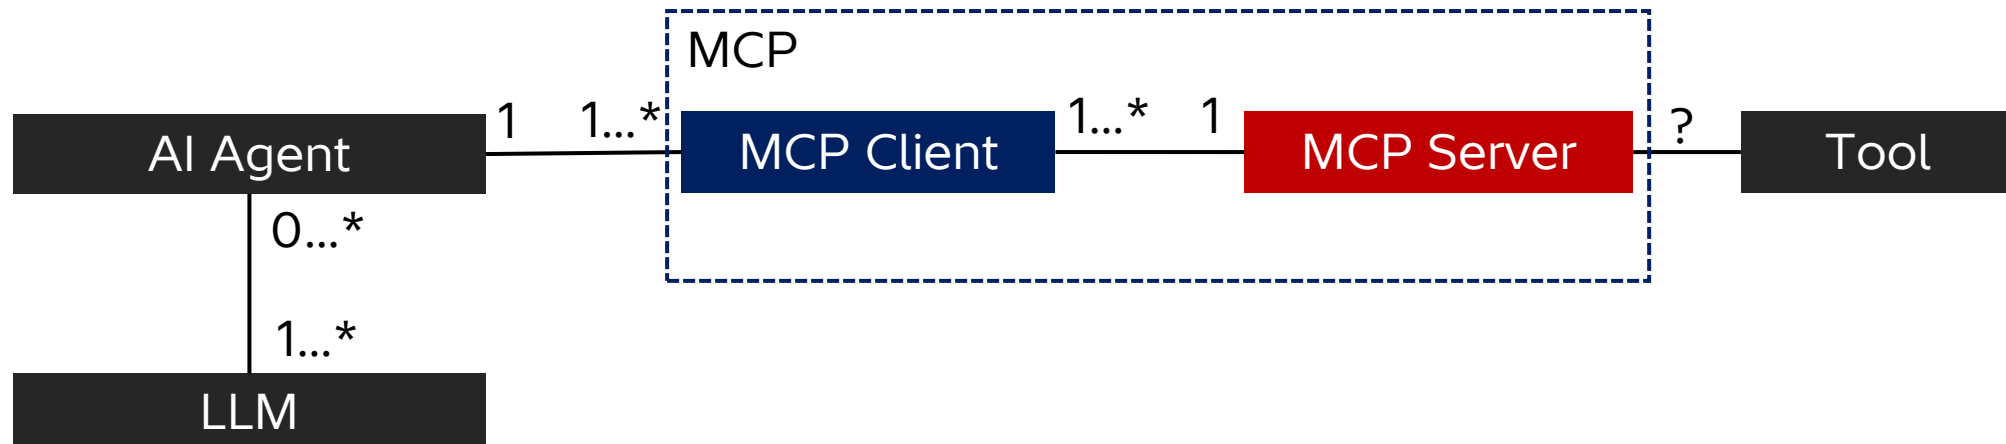 MCP
AI Agent
1
1...*
MCP Client
1...*
1
MCP Server
?
Tool
0...*
1...*
LLM